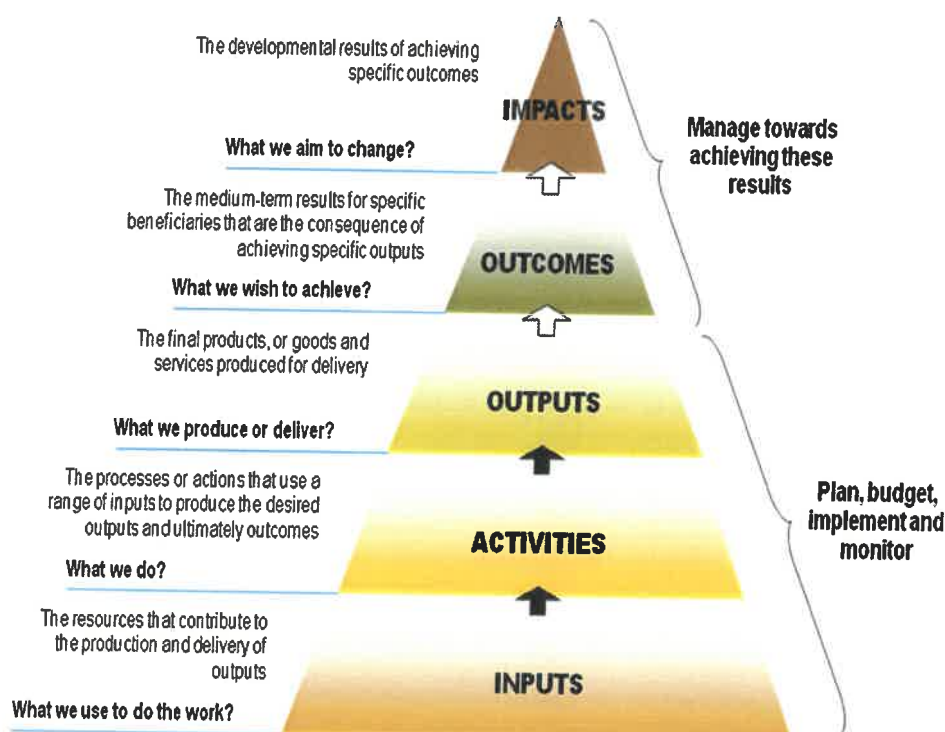 The developmental results of achieving
specific outcomes
IMPACTS
What we aim to change?
Manage towards
achieving these
results
The medium-term results for specific
beneficiaries that are the consequence of
achieving specific outputs
OUTCOMES
What we wish to achieve?
The final products, or goods and
services produced for delivery
OUTPUTS
What we produce or deliver?
The processes or actions that use a
range of inputs to produce the desired
outputs and ultimately outcomes
ACTIVITIES
What we do?
Plan, budget,
implement and
monitor
The resources that contribute to
the production and delivery of
outputs
INPUTS
What we use to do the work?